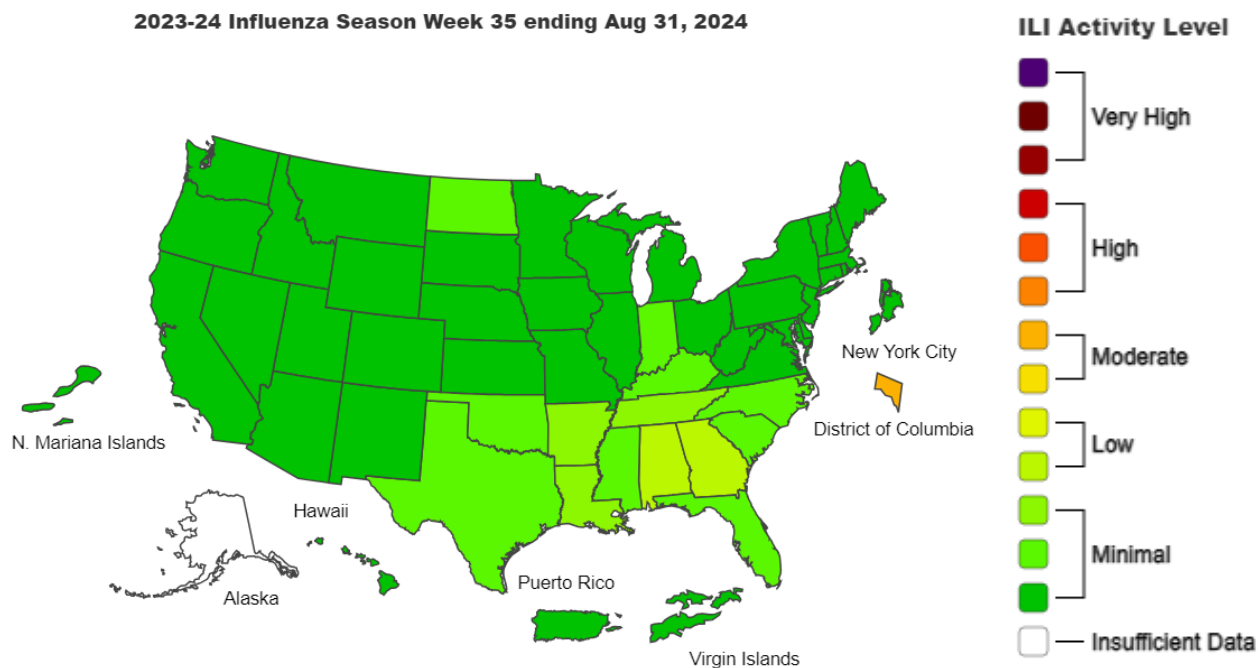 2023-24 Influenza Season Week 35 ending Aug 31, 2024
ILI Activity Level
Very High
High
Moderate
Low
Minimal
Insufficient Data
New York City
District of Columbia
N. Mariana Islands
Hawaii
Alaska
Puerto Rico
Virgin Islands